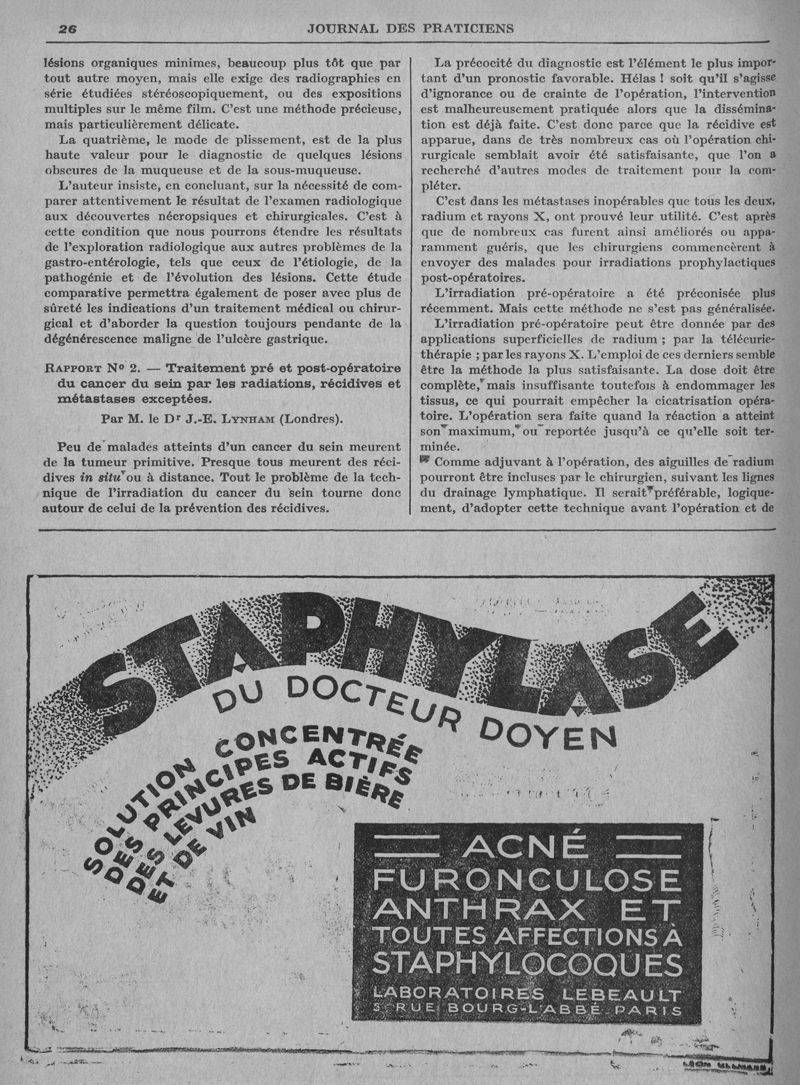 26
JOURNAL DES PRATICIENS
lésions organiques minimes, beaucoup plus tôt que par
tout autre moyen, mais elle exige des radiographies en
série étudiées stéréoscopiquement, ou des expositions
multiples sur le même film. C'est une méthode précieuse,
mais particulièrement délicate.
La quatrième, le mode de plissement, est de la plus
haute valeur pour le diagnostic de quelques lésions
obscures de la muqueuse et de la sous-muqueuse.
L'auteur insiste, en concluant, sur la nécessité de com-
parer attentivement le résultat de l'examen radiologique
aux découvertes nécropsiques et chirurgicales. C'est à
cette condition que nous pourrons étendre les résultats
de l'exploration radiologique aux autres problèmes de la
gastro-entérologie, tels que ceux de l'étiologie, de la
pathogénie et de l'évolution des lésions. Cette étude
comparative permettra également de poser avec plus de
sûreté les indications d'un traitement médical ou chirur-
gical et d'aborder la question toujours pendante de la
dégénérescence maligne de l'ulcère gastrique.
RAPPORT No 2. — Traitement pré et post-opératoire
du cancer du sein par les radiations, récidives et
métastases exceptées.
Par M. le Dr J.-E. LYNHAM (Londres).
Peu de malades atteints d'un cancer du sein meurent
de la tumeur primitive. Presque tous meurent des réci-
dives in situ ou à distance. Tout le problème de la tech-
nique de l'irradiation du cancer du sein tourne donc
autour de celui de la prévention des récidives.
La précocité du diagnostic est l'élément le plus impor-
tant d'un pronostic favorable. Hélas ! soit qu'il s'agisse
d'ignorance ou de crainte de l'opération, l'intervention
est malheureusement pratiquée alors que la dissémina-
tion est déjà faite. C'est donc parce que la récidive est
apparue, dans de très nombreux cas où l'opération chi-
rurgicale semblait avoir été satisfaisante, que l'on a
recherché d'autres modes de traitement pour la com-
pléter.
C'est dans les métastases inopérables que tous les deux,
radium et rayons X, ont prouvé leur utilité. C'est après
que de nombreux cas furent ainsi améliorés ou appa-
ramment guéris, que les chirurgiens commencèrent à
envoyer des malades pour irradiations prophylactiques
post-opératoires.
L'irradiation pré-opératoire a été préconisée plus
récemment. Mais cette méthode ne s'est pas généralisée.
L'irradiation pré-opératoire peut être donnée par des
applications superficielles de radium ; par la télécurie-
thérapie ; par les rayons X. L'emploi de ces derniers semble
être la méthode la plus satisfaisante. La dose doit être
complète, mais insuffisante toutefois à endommager les
tissus, ce qui pourrait empêcher la cicatrisation opéra-
toire. L'opération sera faite quand la réaction a atteint
son maximum, ou reportée jusqu'à ce qu'elle soit ter-
minée.
Comme adjuvant à l'opération, des aiguilles de radium
pourront être incluses par le chirurgien, suivant les lignes
du drainage lymphatique. Il serait préférable, logique-
ment, d'adopter cette technique avant l'opération et de
STAPHYLASE
DU DOCTEUR DOYEN
SOLUTION CONCENTRÉE
DES PRINCIPES ACTIFS
DES LEVURES DE BIÈRE
ET DE VIN
ACNÉ
FURONCULOSE
ANTHRAX ET
TOUTES AFFECTIONS À
STAPHYLOCOQUES
LABORATOIRES LEBEAULT
5 RUE BOURG-L'ABBÉ PARIS